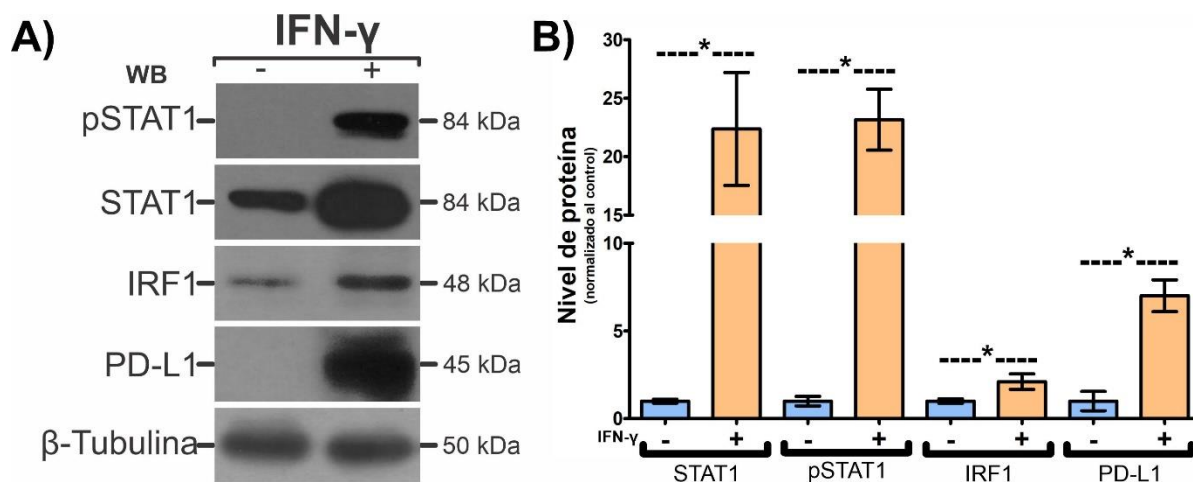 A)
IFN-γ
WB - +
pSTAT1 84 kDa
STAT1 84 kDa
IRF1 48 kDa
PD-L1 45 kDa
β-Tubulina 50 kDa
B)
Nivel de proteína
(normalizado al control)
30
25
20
15
10
5
0
* * * *
IFN-γ - + - + - + - +
STAT1 pSTAT1 IRF1 PD-L1